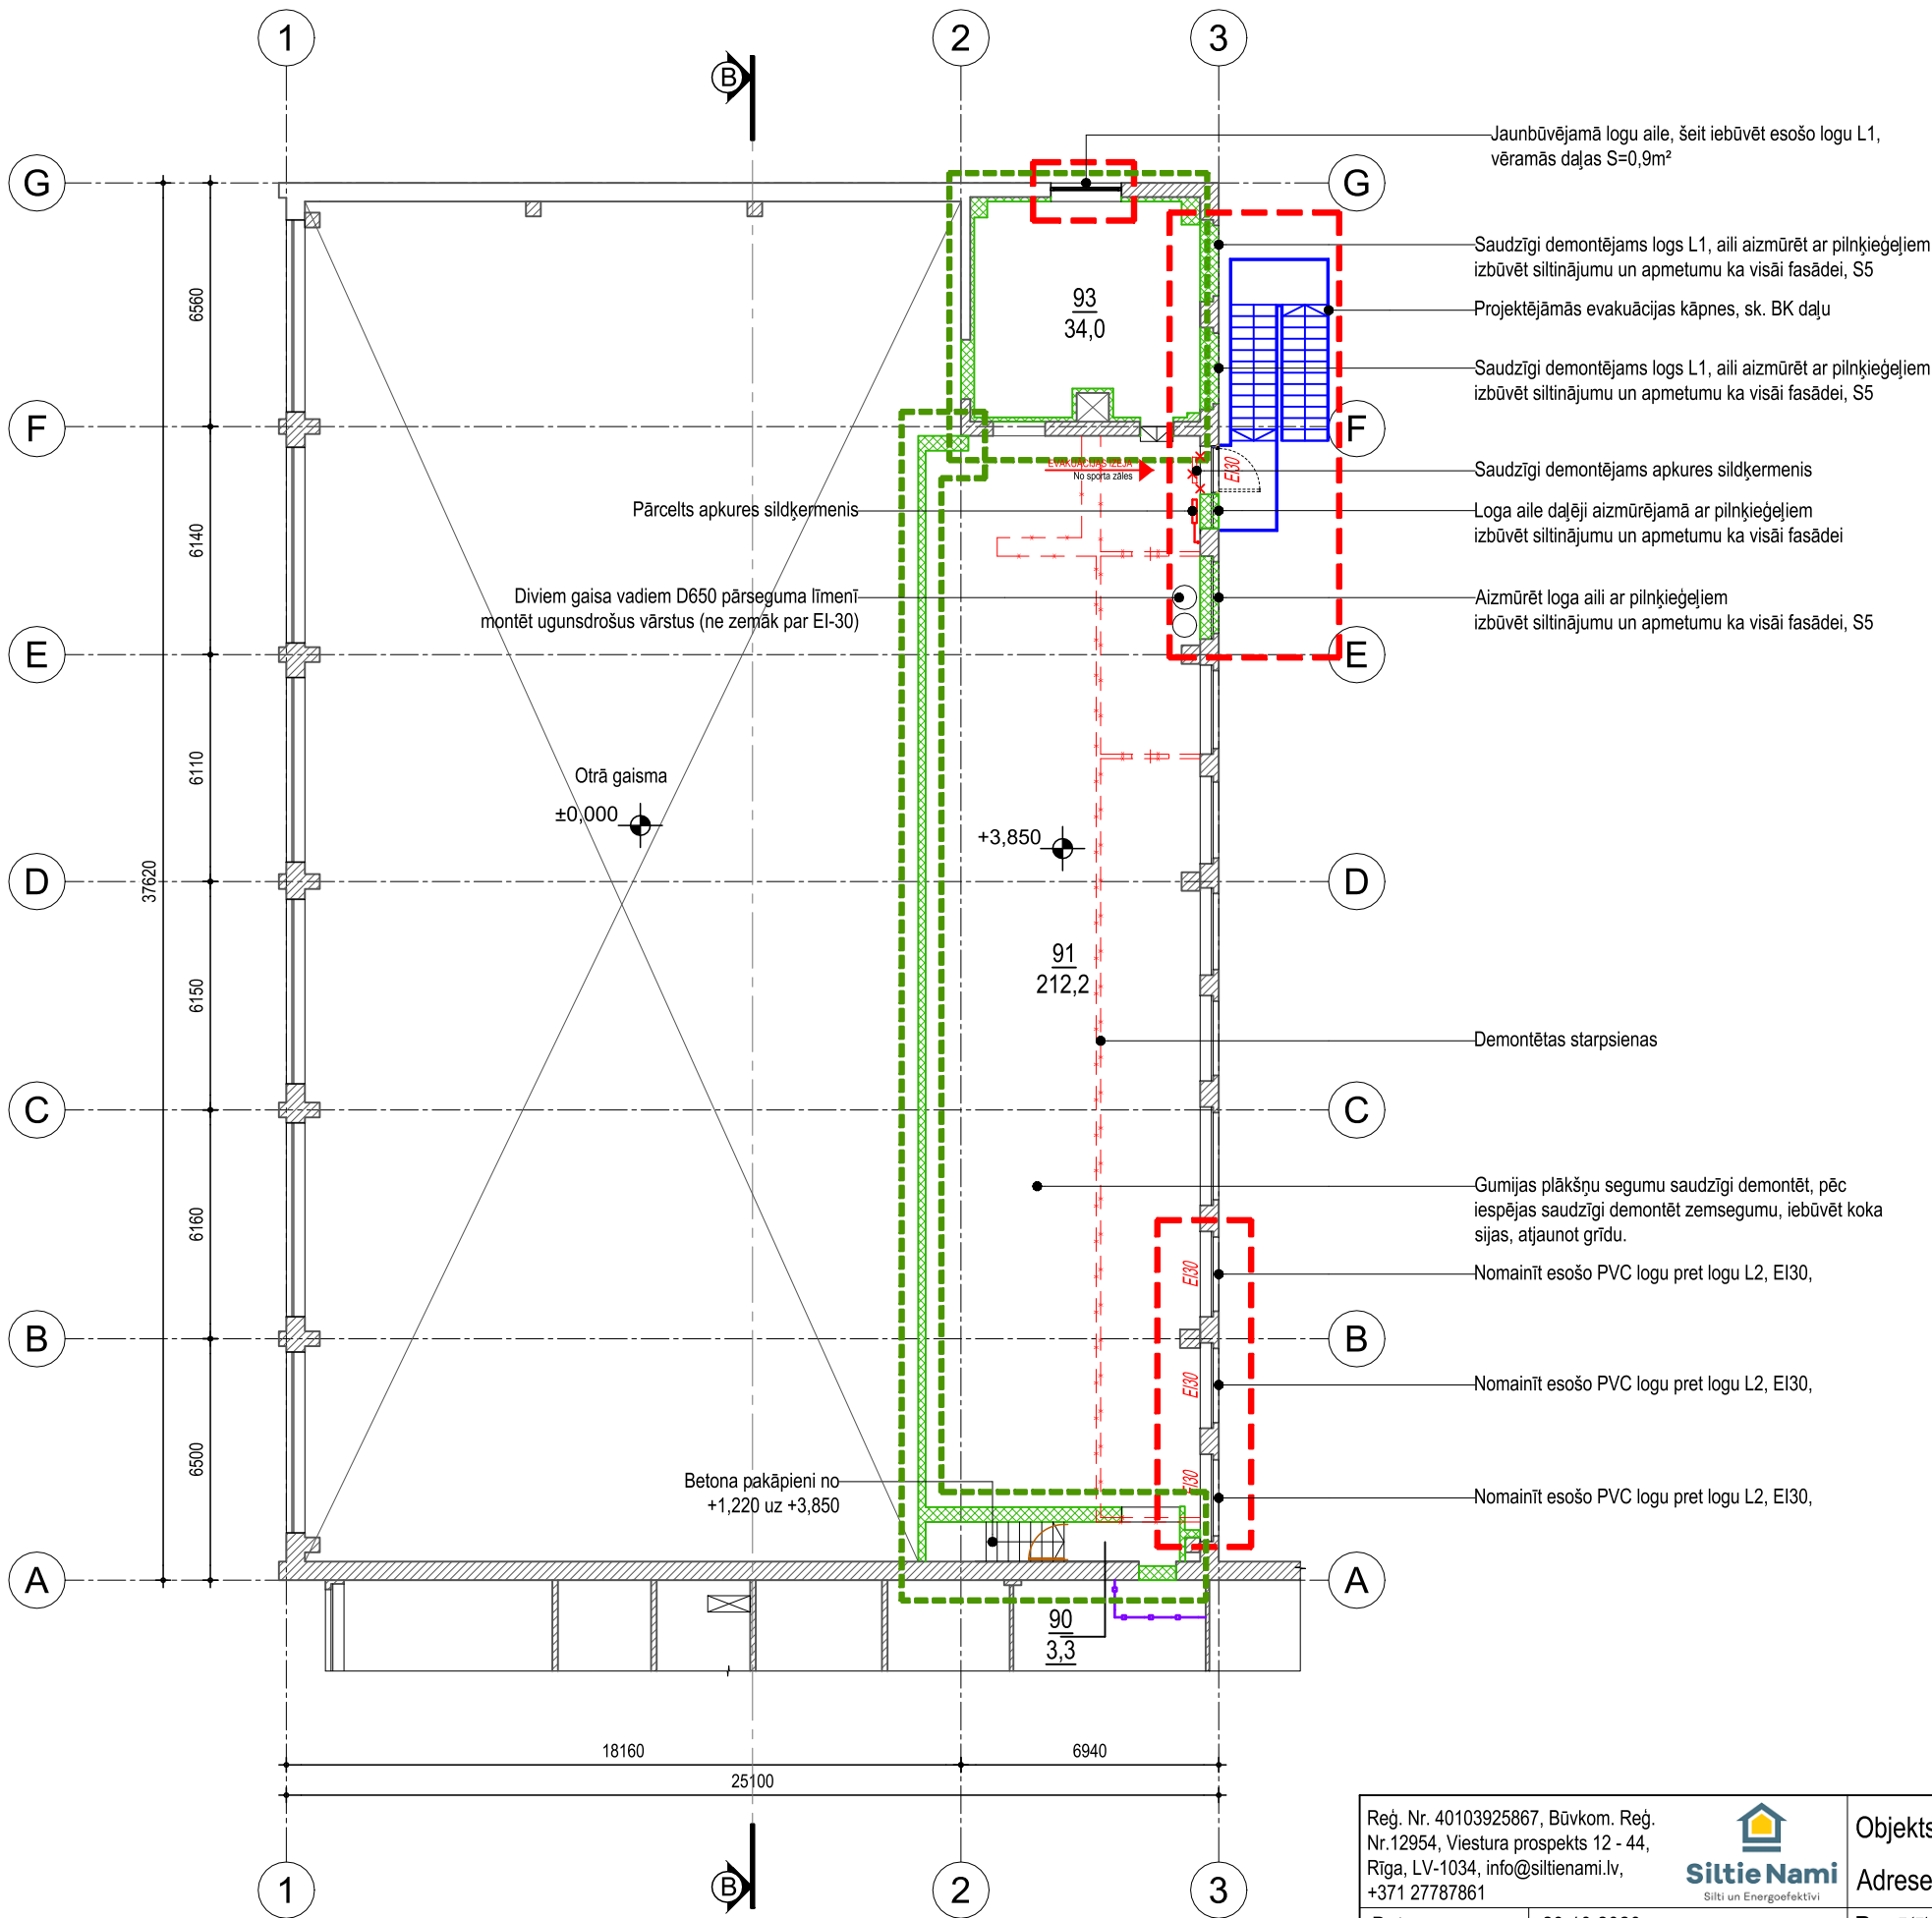 1
2
3
B
Jaunbūvējamā logu aile, šeit iebūvēt esošo logu L1,
vēramās daļas S=0,9m²
G
G
Saudzīgi demontējams logs L1, aili aizmūrēt ar pilnķieģeļiem
izbūvēt siltinājumu un apmetumu ka visāi fasādei, S5
6560
93
34,0
Projektējāmās evakuācijas kāpnes, sk. BK daļu
Saudzīgi demontējams logs L1, aili aizmūrēt ar pilnķieģeļiem
izbūvēt siltinājumu un apmetumu ka visāi fasādei, S5
F
F
EVAKUĀCIJAS IZEJA
No sporta zāles
EI30
Saudzīgi demontējams apkures sildķermenis
Pārcelts apkures sildķermenis
Loga aile daļēji aizmūrējamā ar pilnķieģeļiem
izbūvēt siltinājumu un apmetumu ka visāi fasādei
6140
Diviem gaisa vadiem D650 pārseguma līmenī
montēt ugunsdrošus vārstus (ne zemāk par EI-30)
Aizmūrēt loga aili ar pilnķieģeļiem
izbūvēt siltinājumu un apmetumu ka visāi fasādei, S5
E
E
6110
Otrā gaisma
±0,000
+3,850
37620
D
D
91
212,2
6150
Demontētas starpsienas
C
C
Gumijas plākšņu segumu saudzīgi demontēt, pēc
iespējas saudzīgi demontēt zemsegumu, iebūvēt koka
sijas, atjaunot grīdu.
6160
EI30
Nomainīt esošo PVC logu pret logu L2, EI30,
B
B
EI30
Nomainīt esošo PVC logu pret logu L2, EI30,
6500
Betona pakāpieni no
+1,220 uz +3,850
EI30
Nomainīt esošo PVC logu pret logu L2, EI30,
A
A
90
3,3
18160
6940
25100
Reģ. Nr. 40103925867, Būvkom. Reģ.
Nr.12954, Viestura prospekts 12 - 44,
Rīga, LV-1034, info@siltienami.lv,
+371 27787861
Siltie Nami
Silti un Energoefektīvi
Objekts
Adrese
B
1
2
3